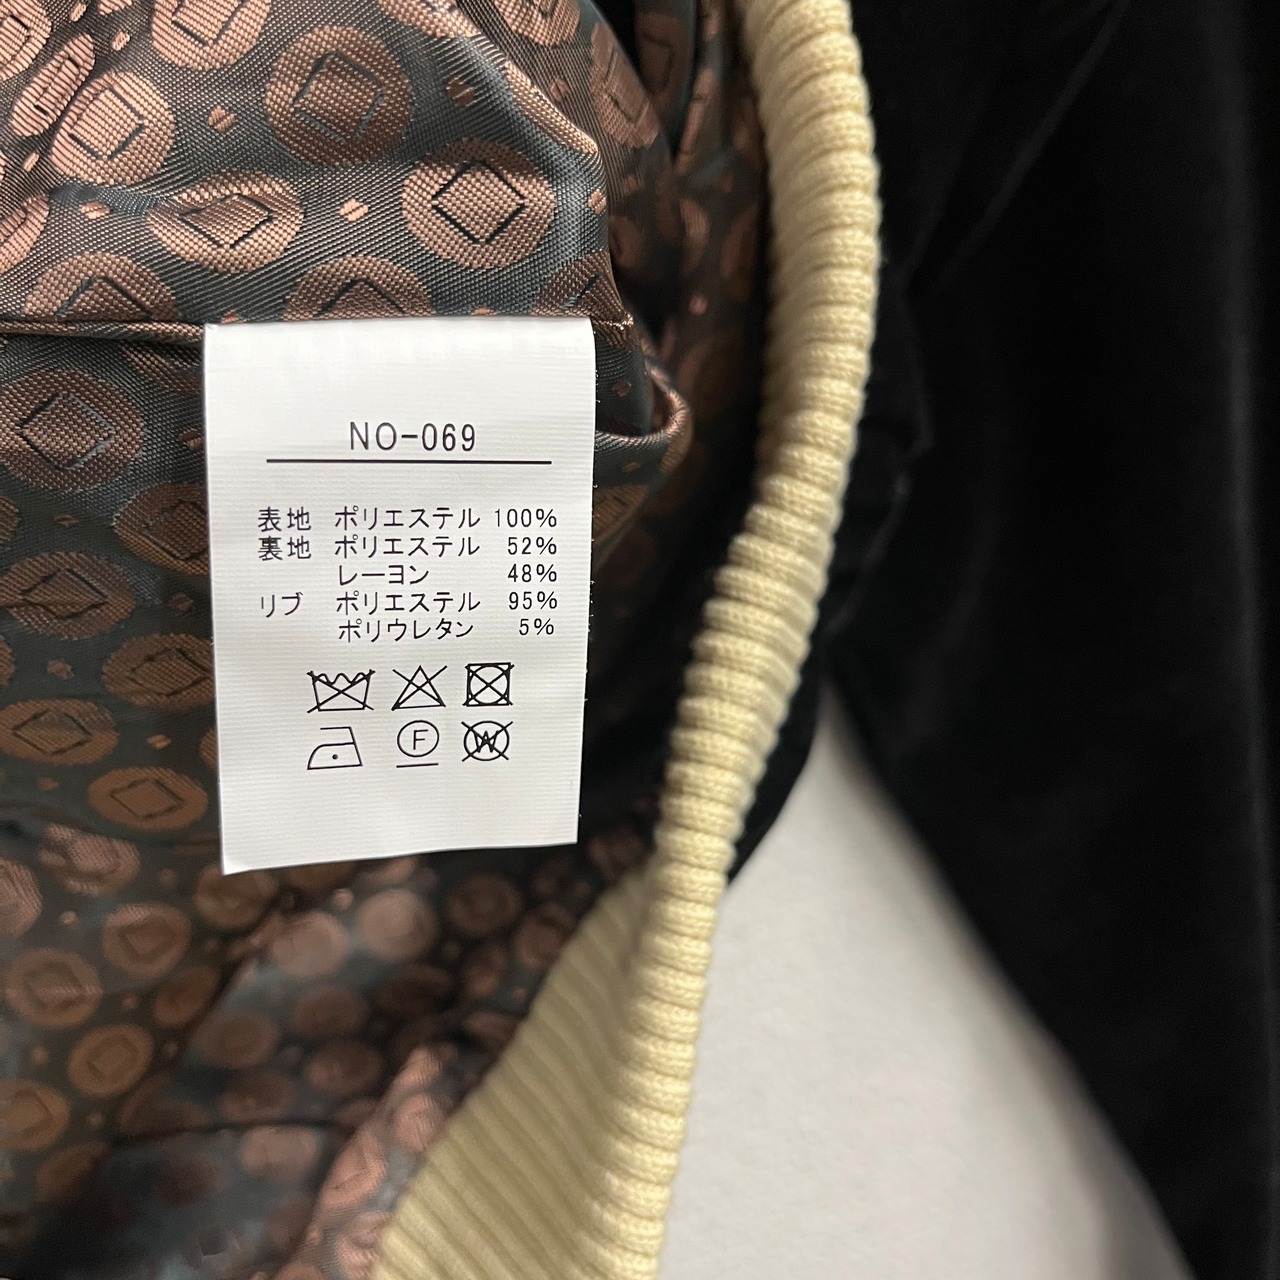 NO-069
表地 ポリエステル 100%
裏地 ポリエステル 52%
レーヨン 48%
リブ ポリエステル 95%
ポリウレタン 5%
F W